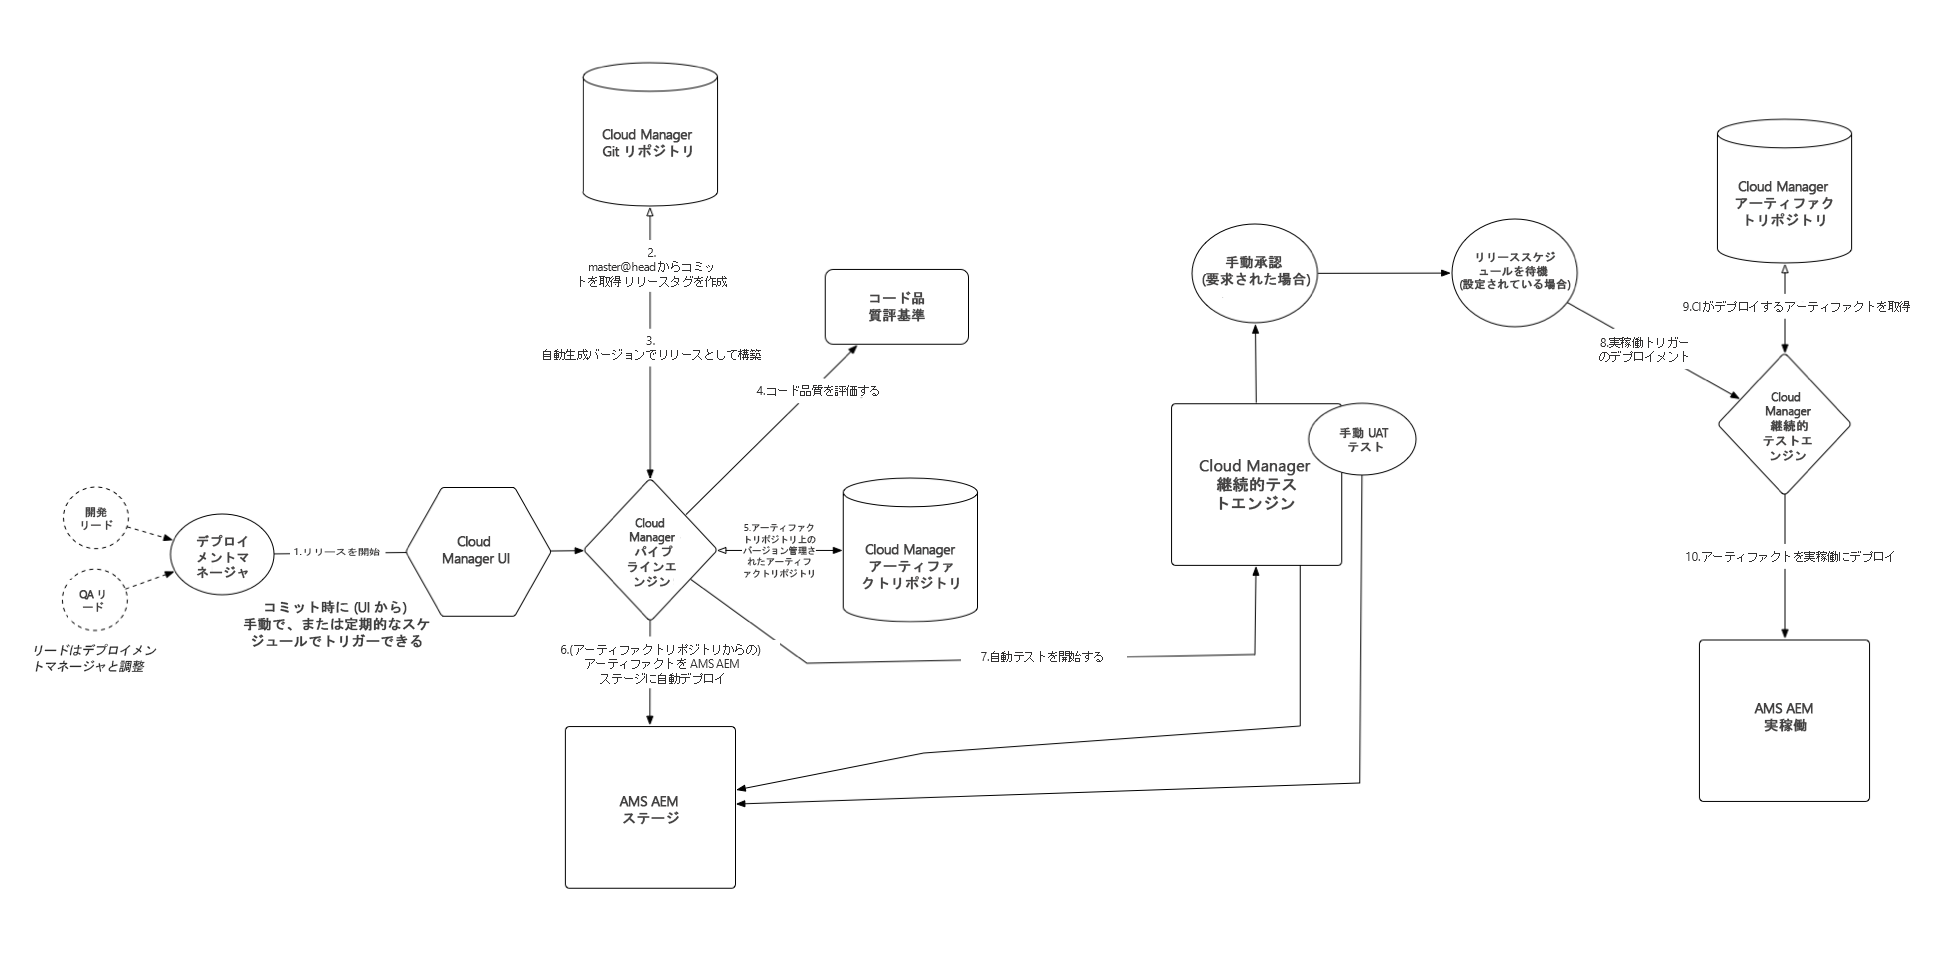 Cloud Manager
Git リポジトリ
2.
master@headからコミッ
トを取得 リリースタグを作成
3.
自動生成バージョンでリリースとして構築
コード品
質評基準
4.コード品質を評価する
開発
リード
QA リ
ード
リードはデプロイメン
トマネージャと調整
デプロイ
メントマ
ネージャ
1.リリースを開始
コミット時に (UI から)
手動で、または定期的なスケ
ジュールでトリガーできる
Cloud
Manager UI
Cloud
Manager
パイプ
ラインエ
ンジン
5.アーティファク
トリポジトリ上の
バージョン管理さ
れたアーティフ
ァクトリポジトリ
Cloud Manager
アーティファ
クトリポジトリ
6.(アーティファクトリポジトリからの)
アーティファクトを AMS AEM
ステージに自動デプロイ
AMS AEM
ステージ
7.自動テストを開始する
Cloud Manager
継続的テス
トエンジン
手動 UAT
テスト
手動承認
(要求された場合)
リリーススケジ
ュールを待機
(設定されている場合)
8.実稼働トリガー
のデプロイメント
Cloud Manager
アーティファク
トリポジトリ
9.CIがデプロイするアーティファクトを取得
Cloud
Manager
継続的
テストエ
ンジン
10.アーティファクトを実稼働にデプロイ
AMS AEM
実稼働